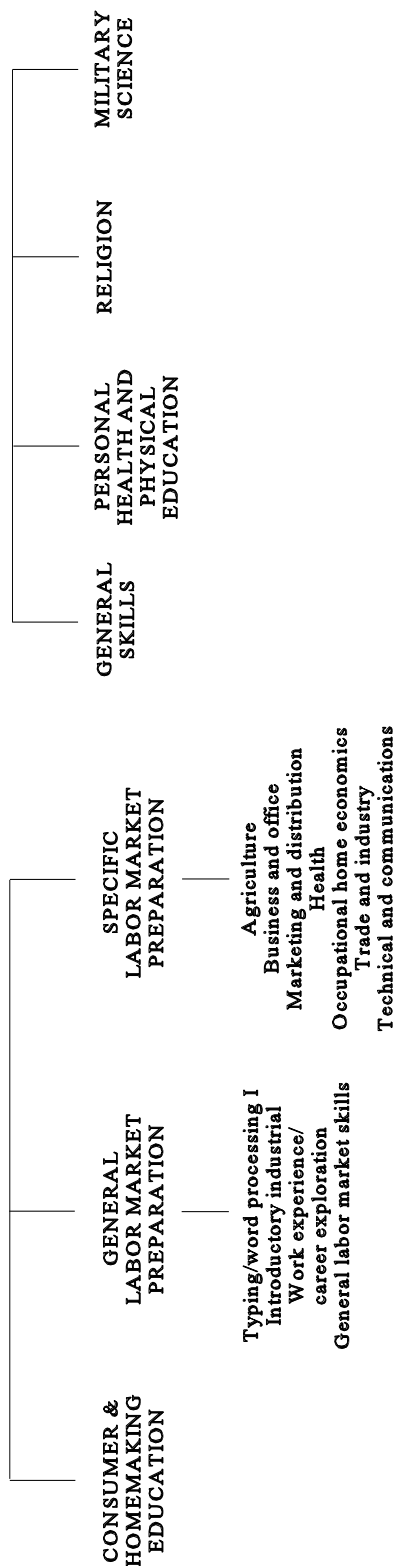 CONSUMER &
HOMEMAKING
EDUCATION
GENERAL
LABOR MARKET
PREPARATION
Typing/word processing I
Introductory industrial
Work experience/
career exploration
General labor market skills
SPECIFIC
LABOR MARKET
PREPARATION
Agriculture
Business and office
Marketing and distribution
Health
Occupational home economics
Trade and industry
Technical and communications
GENERAL
SKILLS
PERSONAL
HEALTH AND
PHYSICAL
EDUCATION
RELIGION
MILITARY
SCIENCE